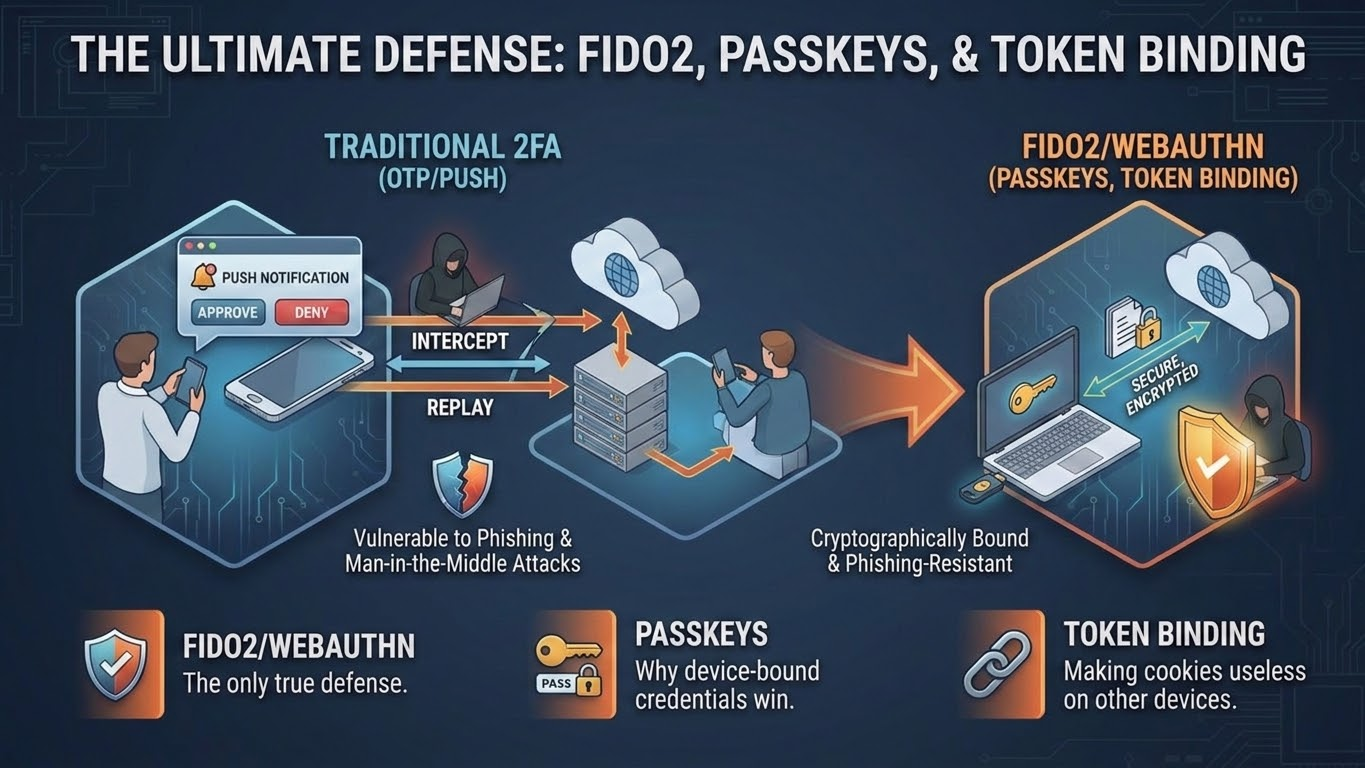 THE ULTIMATE DEFENSE: FIDO2, PASSKEYS, & TOKEN BINDING
TRADITIONAL 2FA
(OTP/PUSH)
PUSH NOTIFICATION
APPROVE
DENY
INTERCEPT
REPLAY
Vulnerable to Phishing &
Man-in-the-Middle Attacks
FIDO2/WEBAUTHN
(PASSKEYS, TOKEN BINDING)
SECURE,
ENCRYPTED
Cryptographically Bound
& Phishing-Resistant
FIDO2/WEBAUTHN
The only true defense.
PASS
PASSKEYS
Why device-bound
credentials win.
TOKEN BINDING
Making cookies useless
on other devices.